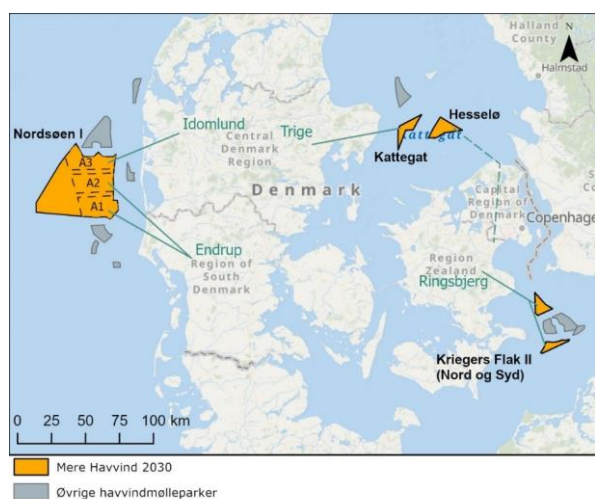 Halland
County
N
Halmstad
Nordsøen I
Idomlund
Trige
Hesselø
Kattegat
Kattegat
Central
Denmark
Region
A3
A2
A1
Denmark
Capital
Region of
Denmark
Copenhage
Endrup
Region of
South
Denmark
Region
Zealand
Ringsbjerg
Kriegers Flak II
(Nord og Syd)
0 25 50 75 100 km
Mere Havvind 2030
Øvrige havvindmølleparker